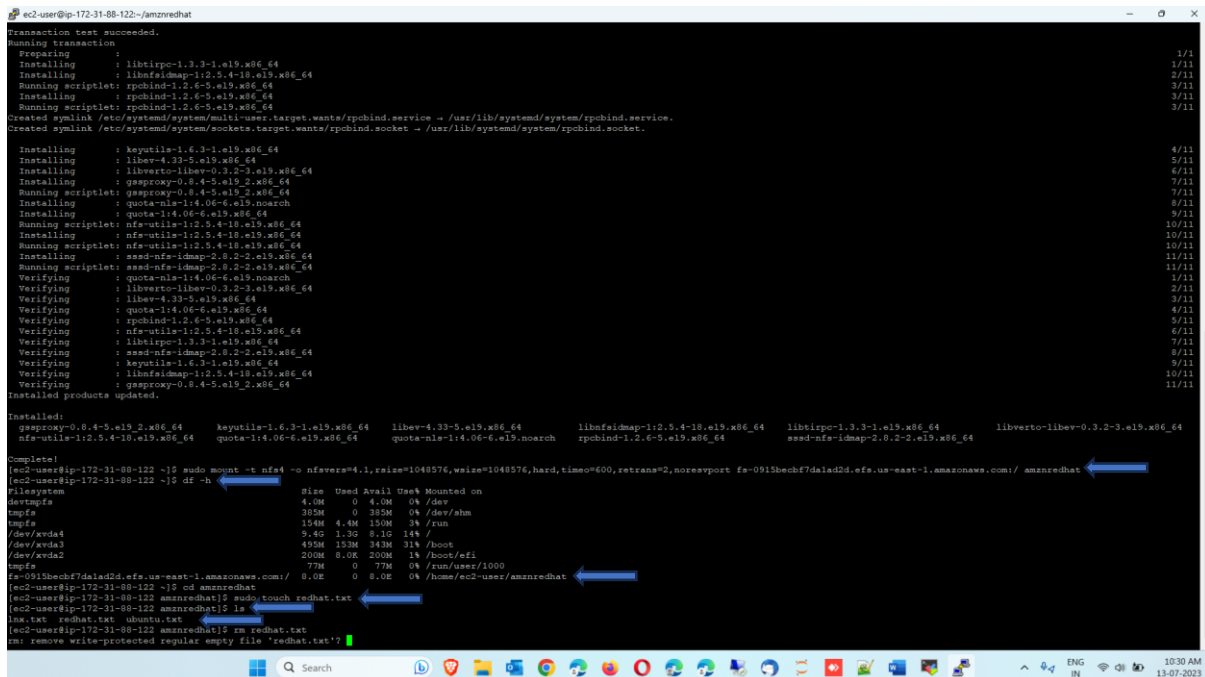 ec2-user@ip-172-31-88-122:~/amznredhat
Transaction test succeeded.
Running transaction
Preparing : 1/1
Installing : libtirpc-1.3.3-1.el9.x86_64 1/11
Installing : libnfsidmap-1:2.5.4-18.el9.x86_64 2/11
Running scriptlet: rpcbind-1.2.6-5.el9.x86_64 3/11
Installing : rpcbind-1.2.6-5.el9.x86_64 3/11
Running scriptlet: rpcbind-1.2.6-5.el9.x86_64 3/11
Created symlink /etc/systemd/system/multi-user.target.wants/rpcbind.service → /usr/lib/systemd/system/rpcbind.service.
Created symlink /etc/systemd/system/sockets.target.wants/rpcbind.socket → /usr/lib/systemd/system/rpcbind.socket.
Installing : keyutils-1.6.3-1.el9.x86_64 4/11
Installing : libev-4.33-5.el9.x86_64 5/11
Installing : libverto-libev-0.3.2-3.el9.x86_64 6/11
Installing : gssproxy-0.8.4-5.el9_2.x86_64 7/11
Running scriptlet: gssproxy-0.8.4-5.el9_2.x86_64 7/11
Installing : quota-nls-1:4.06-6.el9.noarch 8/11
Installing : quota-1:4.06-6.el9.x86_64 9/11
Running scriptlet: nfs-utils-1:2.5.4-18.el9.x86_64 10/11
Installing : nfs-utils-1:2.5.4-18.el9.x86_64 10/11
Running scriptlet: nfs-utils-1:2.5.4-18.el9.x86_64 10/11
Installing : sssd-nfs-idmap-2.8.2-2.el9.x86_64 11/11
Running scriptlet: sssd-nfs-idmap-2.8.2-2.el9.x86_64 11/11
Verifying : quota-nls-1:4.06-6.el9.noarch 1/11
Verifying : libverto-libev-0.3.2-3.el9.x86_64 2/11
Verifying : libev-4.33-5.el9.x86_64 3/11
Verifying : quota-1:4.06-6.el9.x86_64 4/11
Verifying : rpcbind-1.2.6-5.el9.x86_64 5/11
Verifying : nfs-utils-1:2.5.4-18.el9.x86_64 6/11
Verifying : libtirpc-1.3.3-1.el9.x86_64 7/11
Verifying : sssd-nfs-idmap-2.8.2-2.el9.x86_64 8/11
Verifying : keyutils-1.6.3-1.el9.x86_64 9/11
Verifying : libnfsidmap-1:2.5.4-18.el9.x86_64 10/11
Verifying : gssproxy-0.8.4-5.el9_2.x86_64 11/11
Installed products updated.
Installed:
gssproxy-0.8.4-5.el9_2.x86_64 keyutils-1.6.3-1.el9.x86_64 libev-4.33-5.el9.x86_64 libnfsidmap-1:2.5.4-18.el9.x86_64 libtirpc-1.3.3-1.el9.x86_64 libverto-libev-0.3.2-3.el9.x86_64
nfs-utils-1:2.5.4-18.el9.x86_64 quota-1:4.06-6.el9.x86_64 quota-nls-1:4.06-6.el9.noarch rpcbind-1.2.6-5.el9.x86_64 sssd-nfs-idmap-2.8.2-2.el9.x86_64
Complete!
[ec2-user@ip-172-31-88-122 ~]$ sudo mount -t nfs4 -o nfsvers=4.1,rsize=1048576,wsize=1048576,hard,timeo=600,retrans=2,noresvport fs-0915becbf7da1ad2d.efs.us-east-1.amazonaws.com:/ amznredhat
[ec2-user@ip-172-31-88-122 ~]$ df -h
Filesystem Size Used Avail Use% Mounted on
devtmpfs 4.0M 0 4.0M 0% /dev
tmpfs 385M 0 385M 0% /dev/shm
tmpfs 154M 4.4M 150M 3% /run
/dev/xvda4 9.4G 1.3G 8.1G 14% /
/dev/xvda3 495M 153M 343M 31% /boot
/dev/xvda2 200M 8.0K 200M 1% /boot/efi
tmpfs 77M 0 77M 0% /run/user/1000
fs-0915becbf7da1ad2d.efs.us-east-1.amazonaws.com:/ 8.0E 0 8.0E 0% /home/ec2-user/amznredhat
[ec2-user@ip-172-31-88-122 ~]$ cd amznredhat
[ec2-user@ip-172-31-88-122 amznredhat]$ sudo touch redhat.txt
[ec2-user@ip-172-31-88-122 amznredhat]$ ls
lnx.txt redhat.txt ubuntu.txt
[ec2-user@ip-172-31-88-122 amznredhat]$ rm redhat.txt
rm: remove write-protected regular empty file 'redhat.txt'?
Search
ENG
IN
10:30 AM
13-07-2023